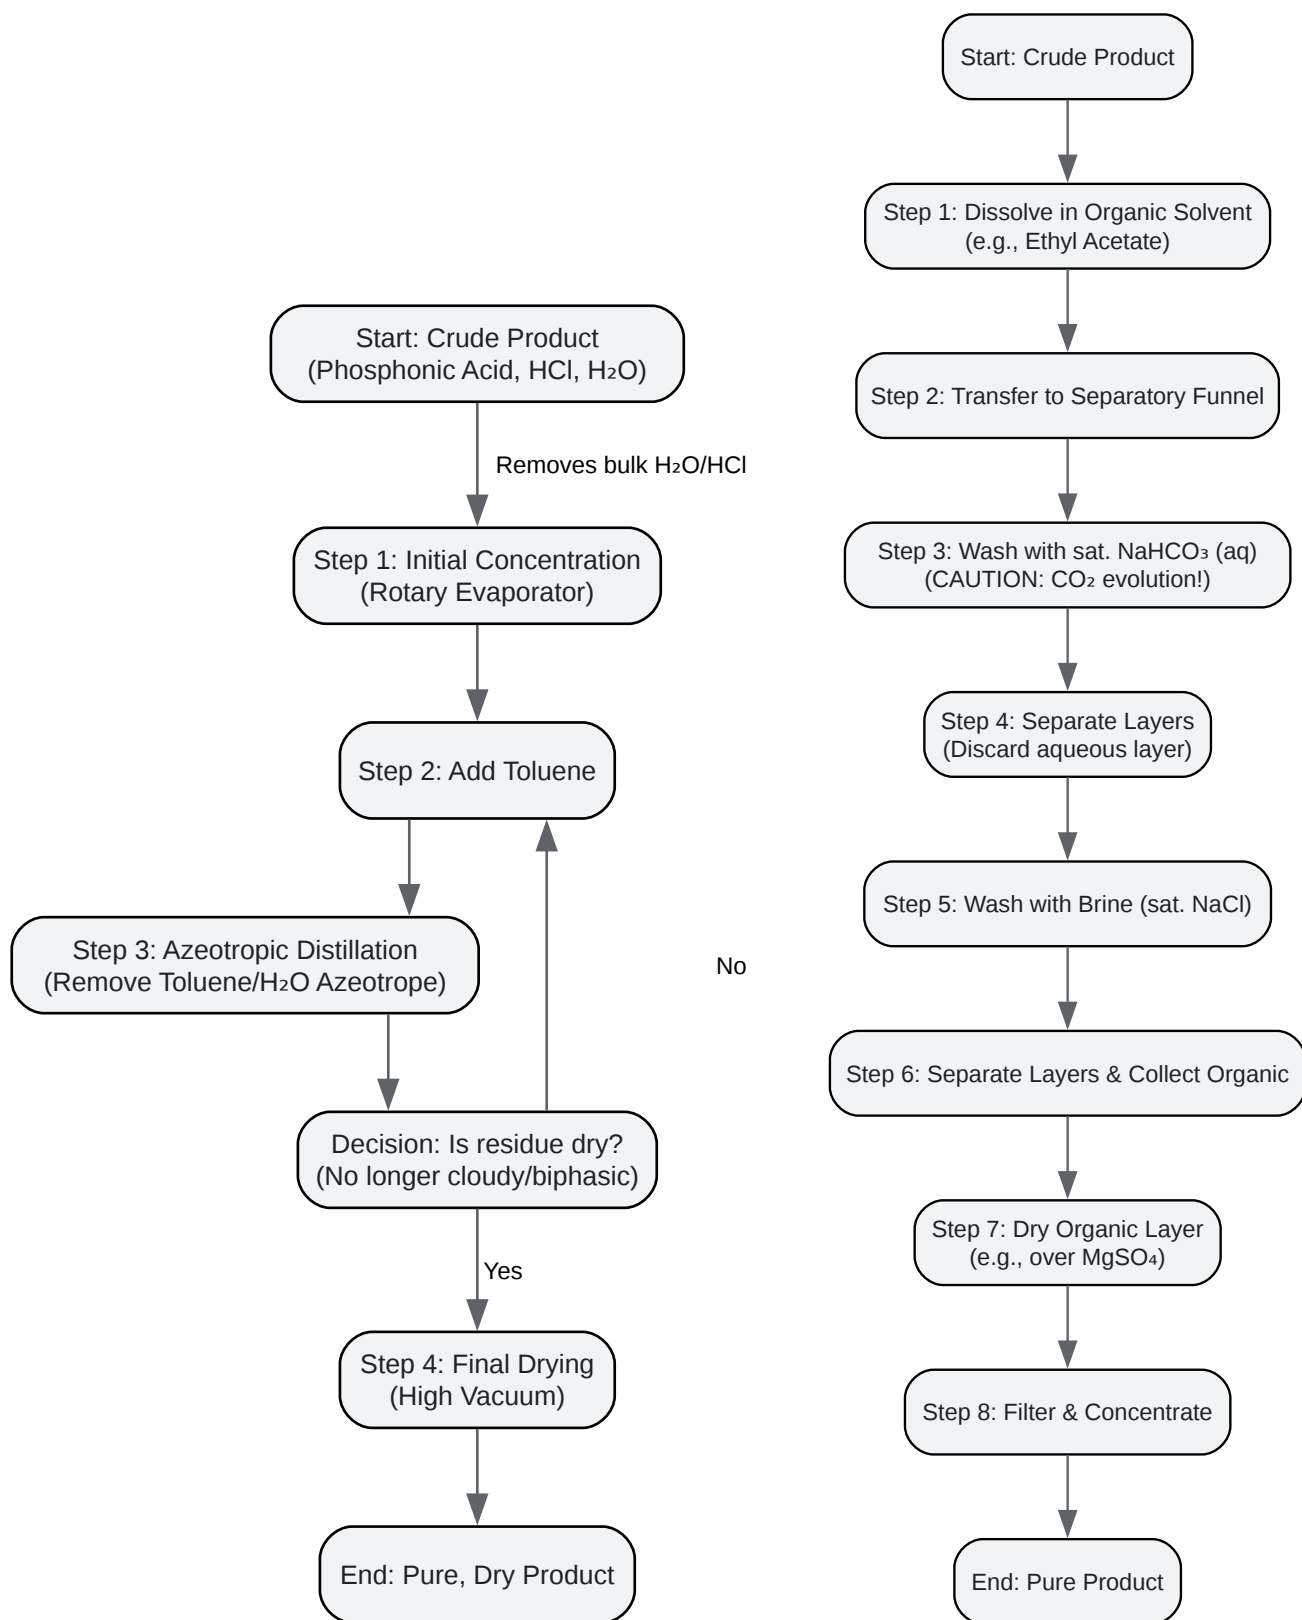 Start: Crude Product
(Phosphonic Acid, HCl, H₂O)
Removes bulk H₂O/HCl
Step 1: Initial Concentration
(Rotary Evaporator)
Step 2: Add Toluene
Step 3: Azeotropic Distillation
(Remove Toluene/H₂O Azeotrope)
No
Decision: Is residue dry?
(No longer cloudy/biphasic)
Yes
Step 4: Final Drying
(High Vacuum)
End: Pure, Dry Product
Start: Crude Product
Step 1: Dissolve in Organic Solvent
(e.g., Ethyl Acetate)
Step 2: Transfer to Separatory Funnel
Step 3: Wash with sat. NaHCO₃ (aq)
(CAUTION: CO₂ evolution!)
Step 4: Separate Layers
(Discard aqueous layer)
Step 5: Wash with Brine (sat. NaCl)
Step 6: Separate Layers & Collect Organic
Step 7: Dry Organic Layer
(e.g., over MgSO₄)
Step 8: Filter & Concentrate
End: Pure Product